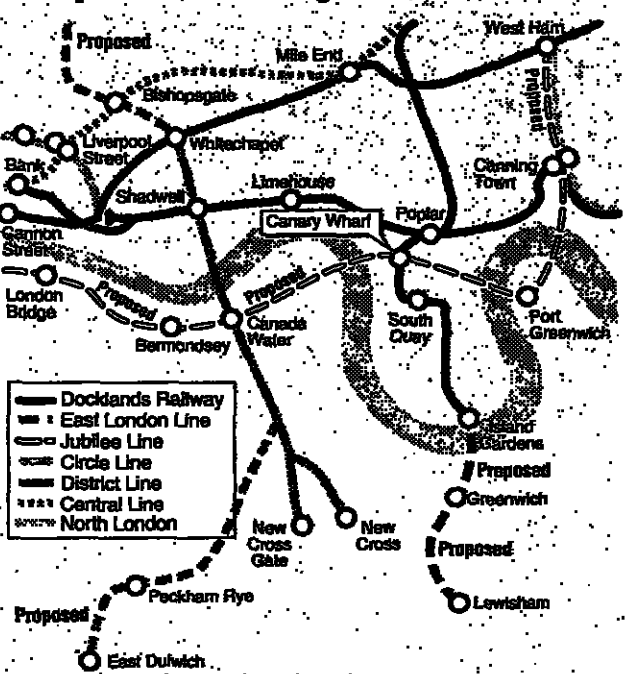 Proposed
West Ham
Mile End
Bishopsgate
Proposed
Liverpool
Street
Whitechapel
Bank
Canning
Town
Shadwell
Limehouse
Canary Wharf
Poplar
Cannon
Street
London
Bridge
Proposed
Proposed
Bermondsey
Canada
Water
South
Quay
Port
Greenwich
Docklands Railway
East London Line
Jubilee Line
Circle Line
District Line
Central Line
North London
Island
Gardens
Proposed
Greenwich
New
Cross
Gate
New
Cross
Proposed
Peckham Rye
Lewisham
Proposed
East Dulwich